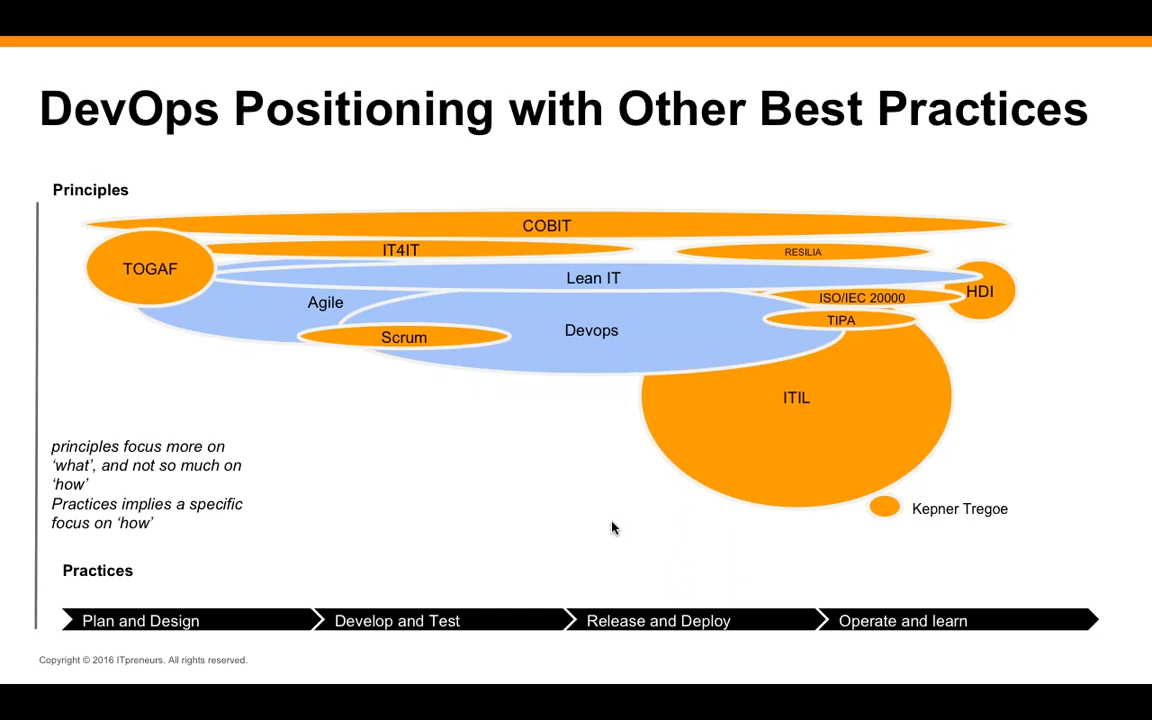 DevOps Positioning with Other Best Practices
Principles
COBIT
IT4IT
RESILIA
TOGAF
Lean IT
HDI
ISO/IEC 20000
Agile
TIPA
Devops
Scrum
ITIL
principles focus more on
‘what’, and not so much on
‘how’
Practices implies a specific
focus on ‘how’
Kepner Tregoe
Practices
Plan and Design
Develop and Test
Release and Deploy
Operate and learn
Copyright © 2016 ITpreneurs. All rights reserved.